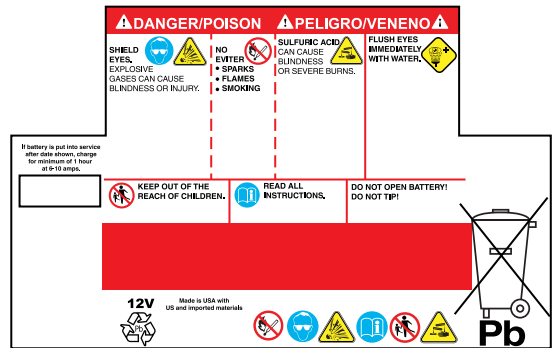 DANGER/POISON
PELIGRO/VENENO
SHIELD
EYES.
EXPLOSIVE
GASES CAN CAUSE
BLINDNESS OR INJURY.
NO
EVITER
• SPARKS
• FLAMES
• SMOKING
SULFURIC ACID
CAN CAUSE
BLINDNESS
OR SEVERE BURNS.
FLUSH EYES
IMMEDIATELY
WITH WATER.
If battery is put into service
after date shown, charge
for minimum of 1 hour
at 6-10 amps.
KEEP OUT OF THE
REACH OF CHILDREN.
READ ALL
INSTRUCTIONS.
DO NOT OPEN BATTERY!
DO NOT TIP!
12V
Pb
Made is USA with
US and imported materials
Pb